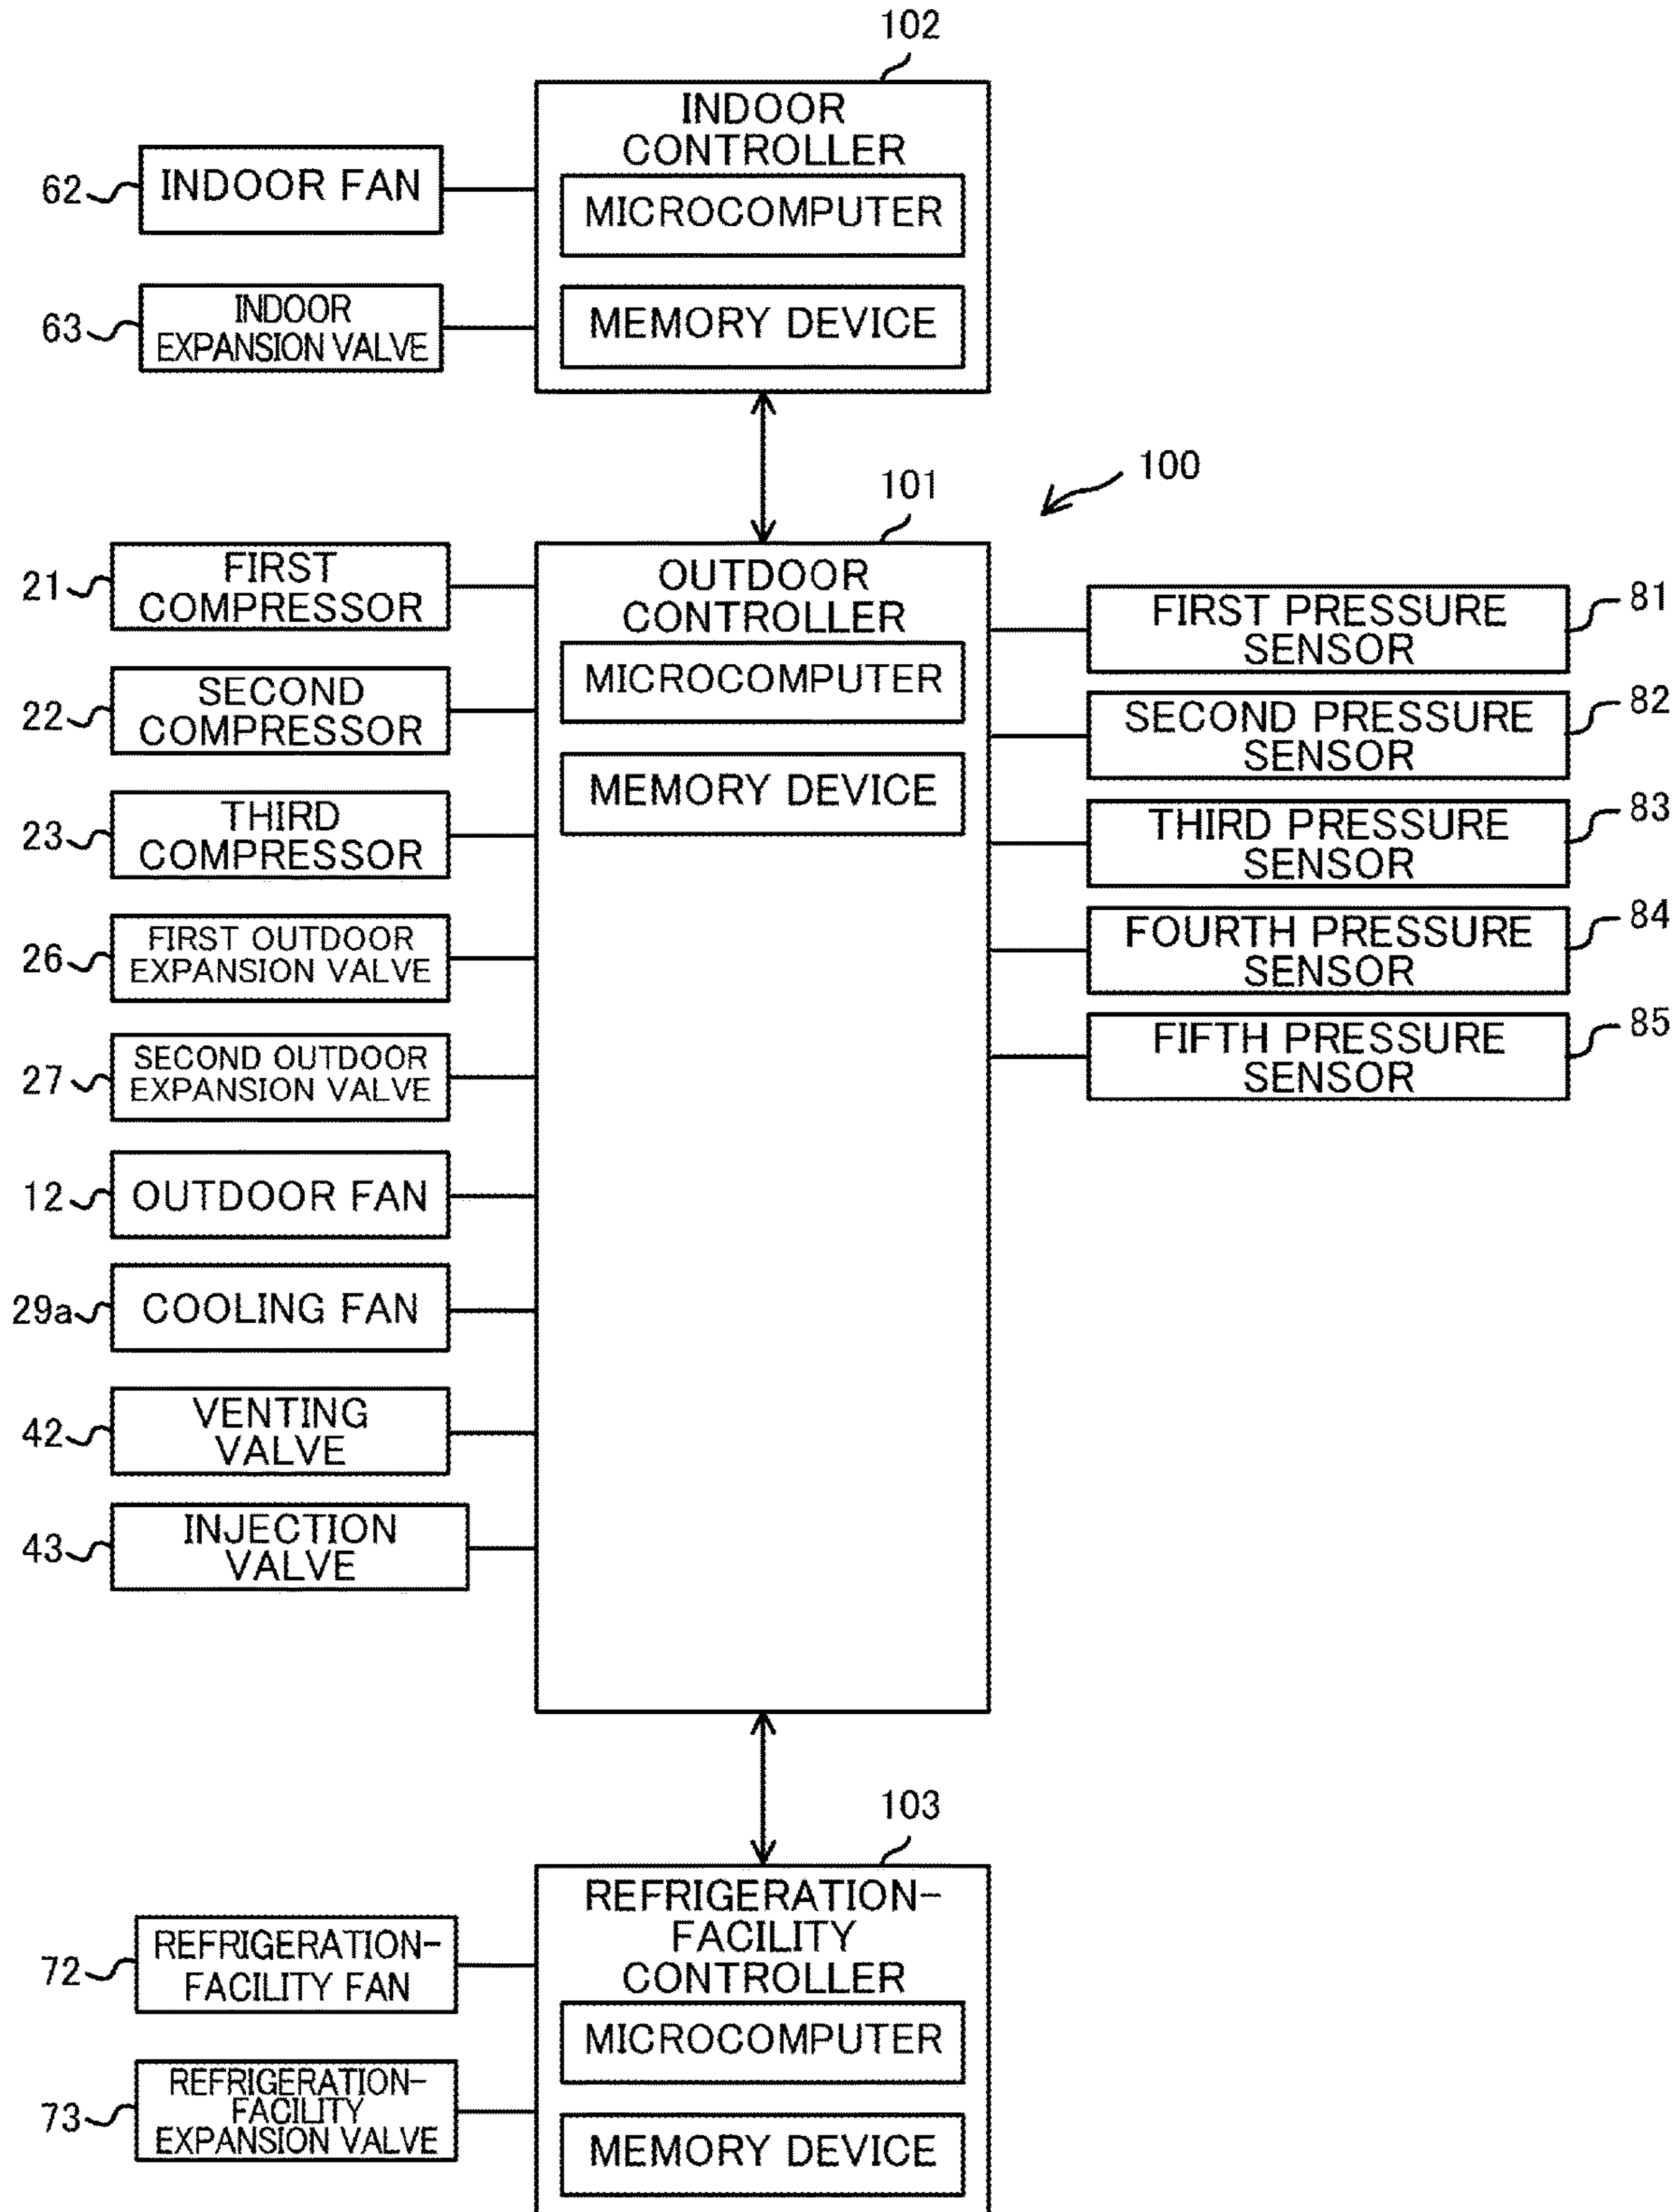 102
INDOOR
CONTROLLER
MICROCOMPUTER
MEMORY DEVICE
62
INDOOR FAN
63
INDOOR
EXPANSION VALVE
100
101
OUTDOOR
CONTROLLER
MICROCOMPUTER
MEMORY DEVICE
21
FIRST
COMPRESSOR
22
SECOND
COMPRESSOR
23
THIRD
COMPRESSOR
26
FIRST OUTDOOR
EXPANSION VALVE
27
SECOND OUTDOOR
EXPANSION VALVE
12
OUTDOOR FAN
29a
COOLING FAN
42
VENTING
VALVE
43
INJECTION
VALVE
FIRST PRESSURE
SENSOR
81
SECOND PRESSURE
SENSOR
82
THIRD PRESSURE
SENSOR
83
FOURTH PRESSURE
SENSOR
84
FIFTH PRESSURE
SENSOR
85
103
REFRIGERATION-
FACILITY
CONTROLLER
MICROCOMPUTER
MEMORY DEVICE
72
REFRIGERATION-
FACILITY FAN
73
REFRIGERATION-
FACILITY
EXPANSION VALVE